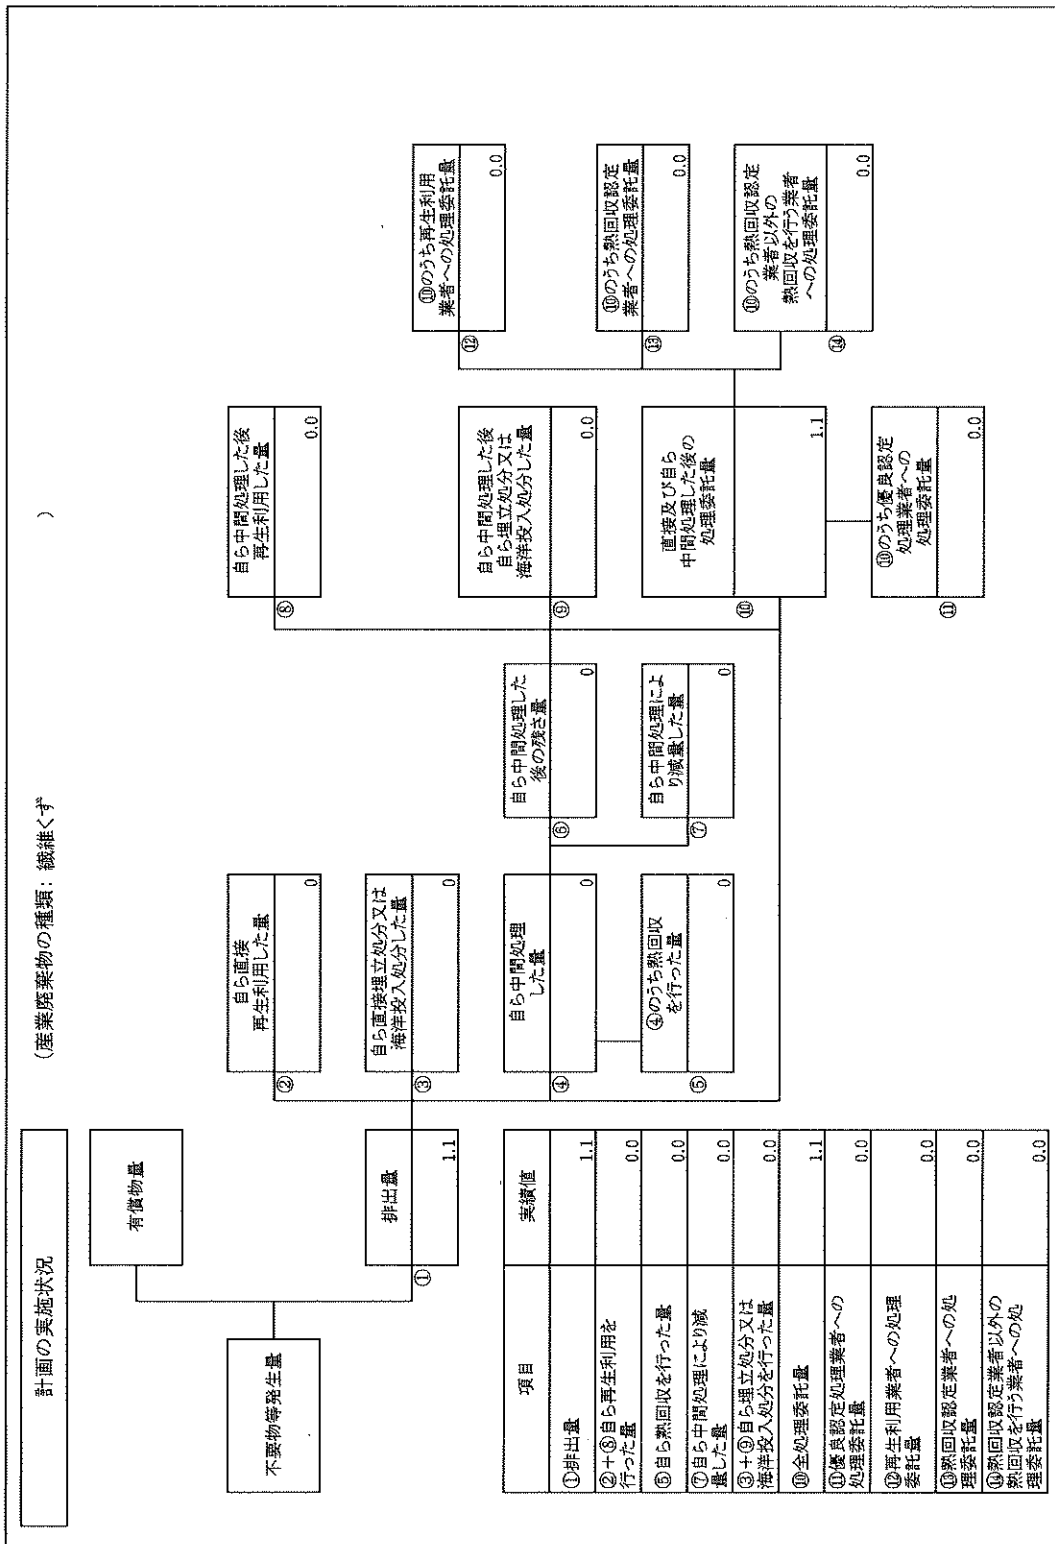 計画の実施状況
(産業廃棄物の種類: 繊維くず
)
不要物等発生量
有償物量
排出量
①
1.1
自ら直接
再生利用した量
②
0
自ら直接埋立処分又は
海洋投入処分した量
③
0
自ら中間処理
した量
④
0
④のうち熱回収
を行った量
⑤
0
自ら中間処理した
後の残さ量
⑥
0
自ら中間処理によ
り減量した量
⑦
0
自ら中間処理した後
再生利用した量
⑧
0.0
自ら中間処理した後
自ら埋立処分又は
海洋投入処分した量
⑨
0.0
直接及び自ら
中間処理した後の
処理委託量
⑩
1.1
⑩のうち優良認定
処理業者への
処理委託量
⑪
0.0
⑩のうち再生利用
業者への処理委託量
⑫
0.0
⑩のうち熱回収認定
業者への処理委託量
⑬
0.0
⑩のうち熱回収認定
業者以外の
熱回収を行う業者
への処理委託量
⑭
0.0
項目
実績値
①排出量
1.1
②+⑧自ら再生利用を
行った量
0.0
⑤自ら熱回収を行った量
0.0
⑦自ら中間処理により減
量した量
0.0
③+⑨自ら埋立処分又は
海洋投入処分を行った量
0.0
⑩全処理委託量
1.1
⑪優良認定処理業者への
処理委託量
0.0
⑫再生利用業者への処理
委託量
0.0
⑬熱回収認定業者への処
理委託量
0.0
⑭熱回収認定業者以外の
熱回収を行う業者への処
理委託量
0.0